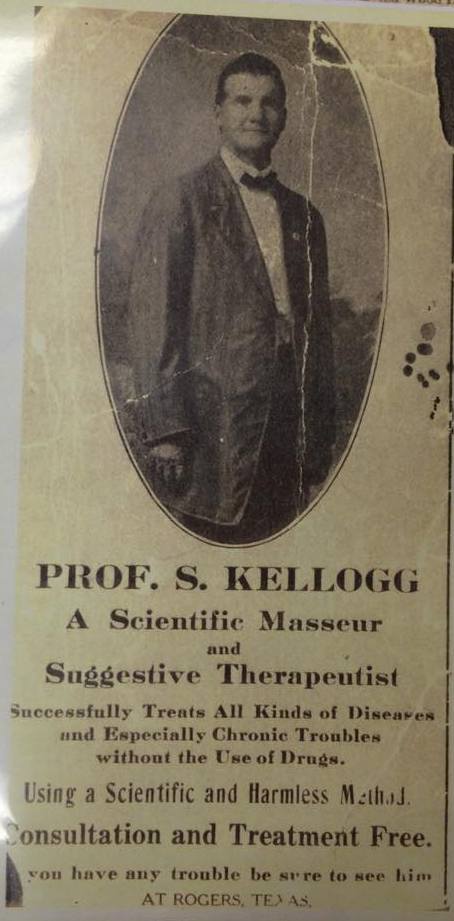 PROF. S. KELLOGG
A Scientific Masseur
and
Suggestive Therapeutist
Successfully Treats All Kinds of Diseases
and Especially Chronic Troubles
without the Use of Drugs.
Using a Scientific and Harmless Method.
Consultation and Treatment Free.
you have any trouble be sure to see him
AT ROGERS, TEXAS.